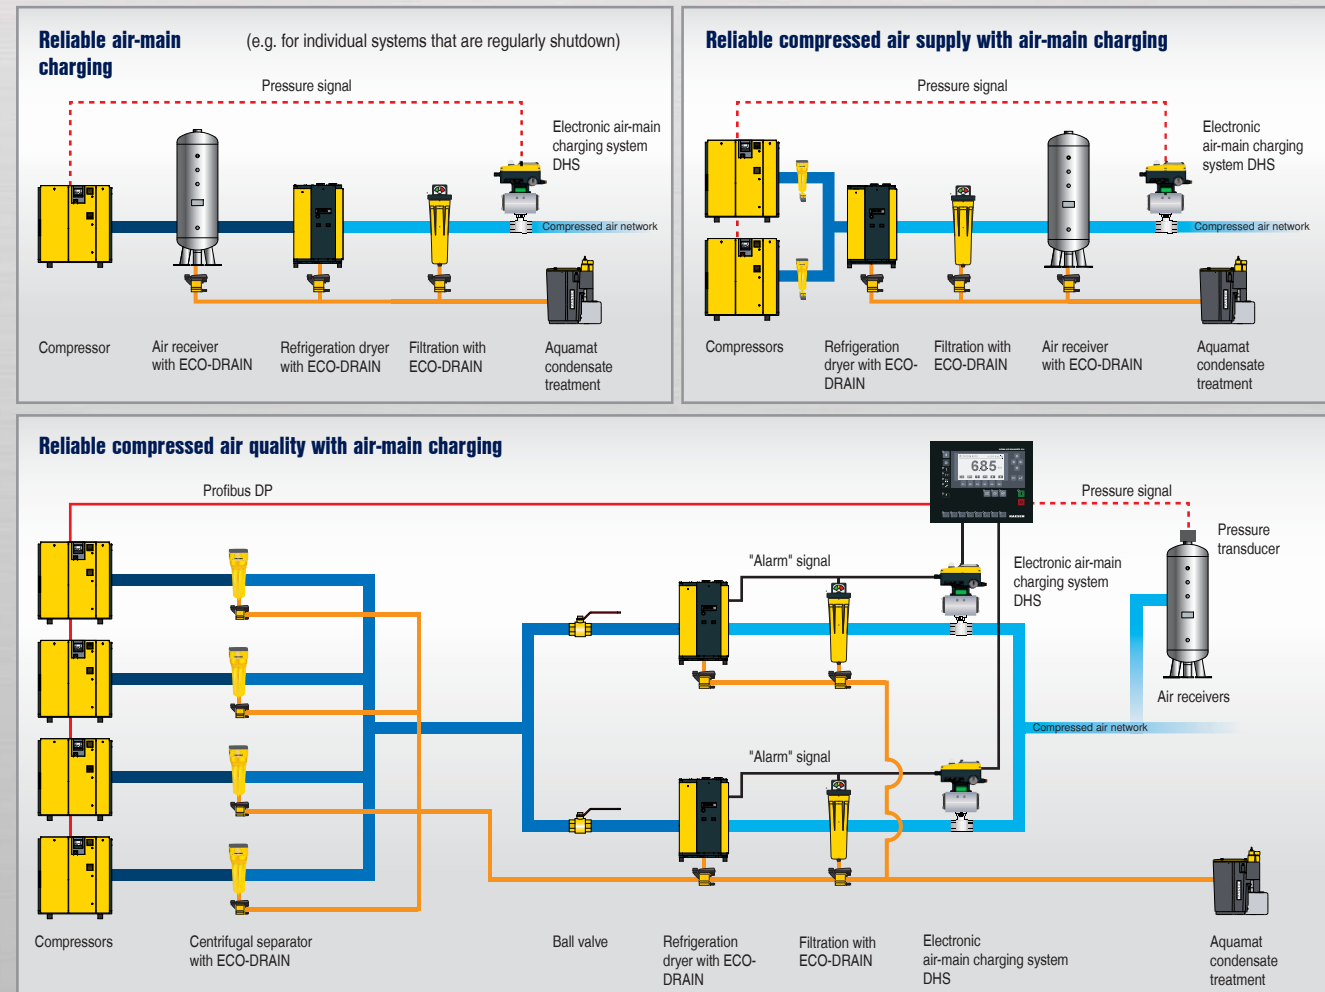 Reliable air-main
charging
(e.g. for individual systems that are regularly shutdown)
Pressure signal
Electronic air-main
charging system
DHS
Compressed air network
Compressor
Air receiver
with ECO-DRAIN
Refrigeration dryer
with ECO-DRAIN
Filtration with
ECO-DRAIN
Aquamat
condensate
treatment
Reliable compressed air supply with air-main charging
Pressure signal
Electronic
air-main charging
system DHS
Compressed air network
Compressors
Refrigeration
dryer with ECO-
DRAIN
Filtration with
ECO-DRAIN
Air receiver
with ECO-DRAIN
Aquamat
condensate
treatment
Reliable compressed air quality with air-main charging
Profibus DP
6.8.5
KAESER
Pressure signal
Pressure
transducer
"Alarm" signal
Electronic air-main
charging system
DHS
Air receivers
Compressed air network
"Alarm" signal
Compressors
Centrifugal separator
with ECO-DRAIN
Ball valve
Refrigeration
dryer with ECO-
DRAIN
Filtration with
ECO-DRAIN
Electronic
air-main charging system
DHS
Aquamat
condensate
treatment